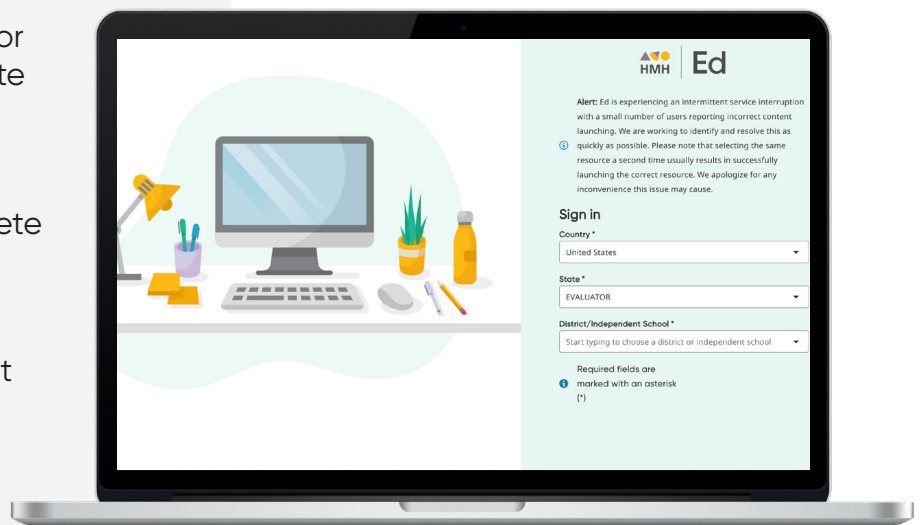 or
te
ete
t
HMH | Ed
Alert: Ed is experiencing an intermittent service interruption
with a small number of users reporting incorrect content
launching. We are working to identify and resolve this as
quickly as possible. Please note that selecting the same
resource a second time usually results in successfully
launching the correct resource. We apologize for any
inconvenience this issue may cause.
Sign in
Country *
United States
State *
EVALUATOR
District/Independent School *
Start typing to choose a district or independent school
Required fields are
marked with an asterisk
(*)